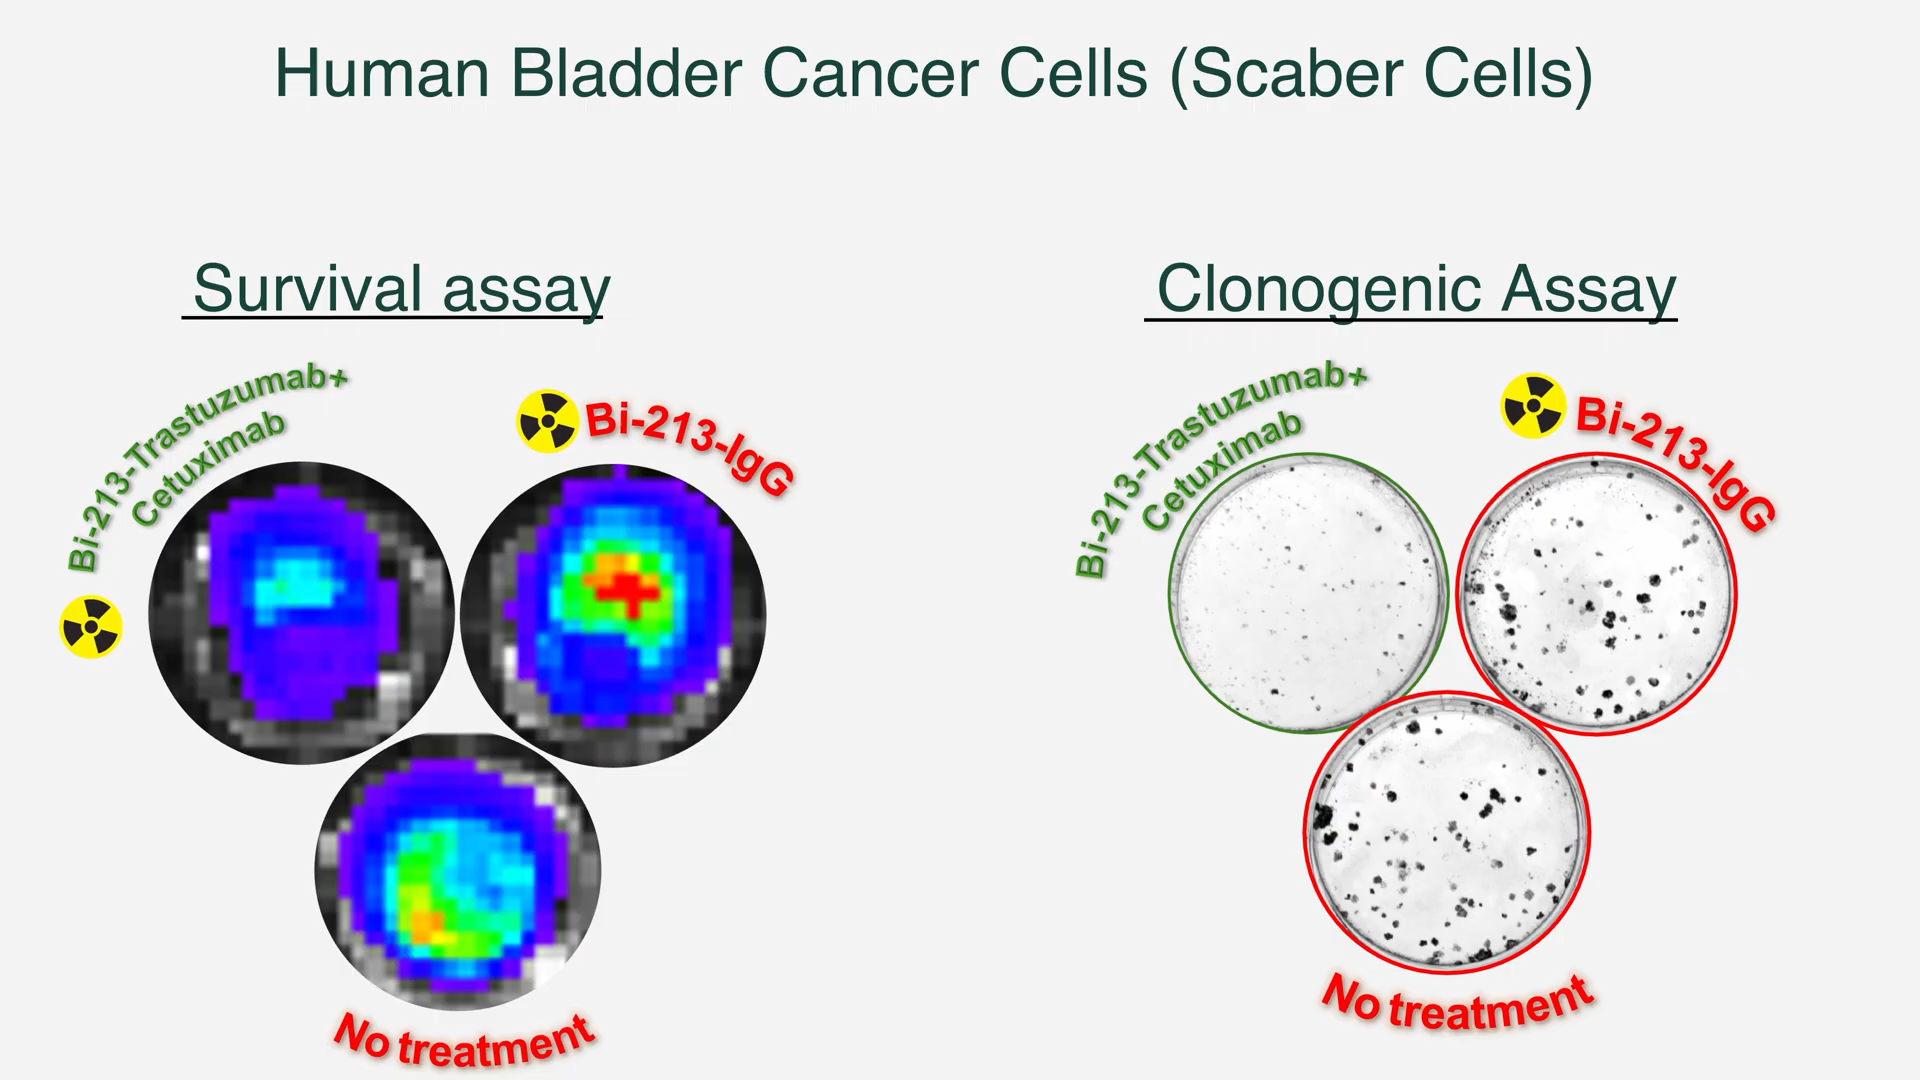 Human Bladder Cancer Cells (Scaber Cells)
Survival assay
Bi-213-Trastuzumab+
Cetuximab
Bi-213-IgG
No treatment
Clonogenic Assay
Bi-213-Trastuzumab+
Cetuximab
Bi-213-IgG
No treatment